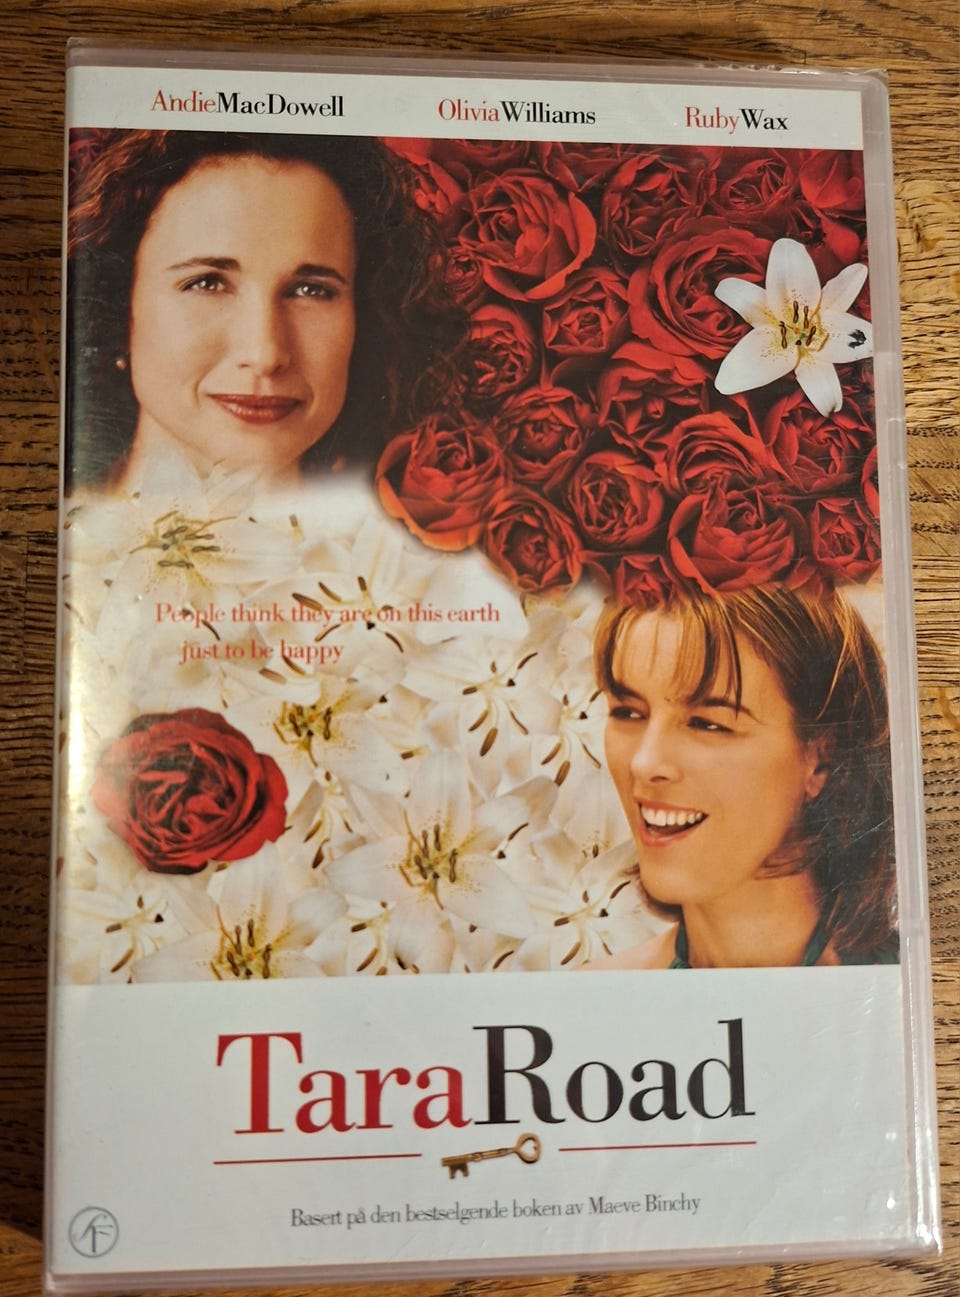 AndieMacDowell OliviaWilliams RubyWax
People think they are on this earth
just to be happy
TaraRoad
Basert på den bestselgende boken av Maeve Binchy
SF